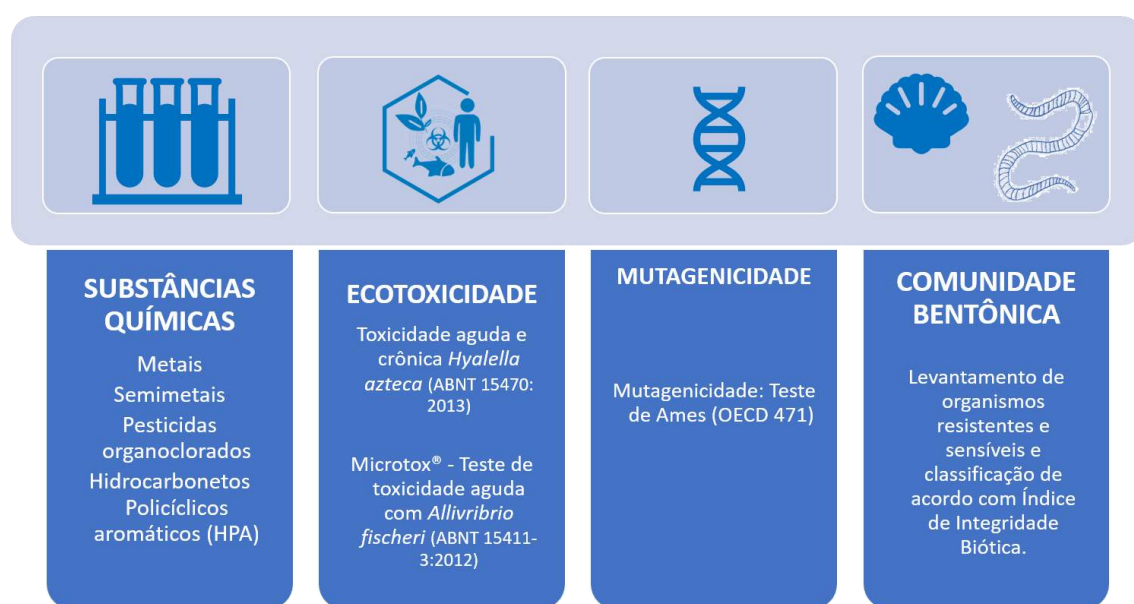 SUBSTÂNCIAS
QUÍMICAS
Metais
Semimetais
Pesticidas
organoclorados
Hidrocarbonetos
Policíclicos
aromáticos (HPA)
ECOTOXICIDADE
Toxicidade aguda e
crônica Hyalella
azteca (ABNT 15470:
2013)
Microtox® - Teste de
toxicidade aguda
com Allivribrio
fischeri (ABNT 15411-
3:2012)
MUTAGENICIDADE
Mutagenicidade: Teste
de Ames (OECD 471)
COMUNIDADE
BENTÔNICA
Levantamento de
organismos
resistentes e
sensíveis e
classificação de
acordo com Índice
de Integridade
Biótica.